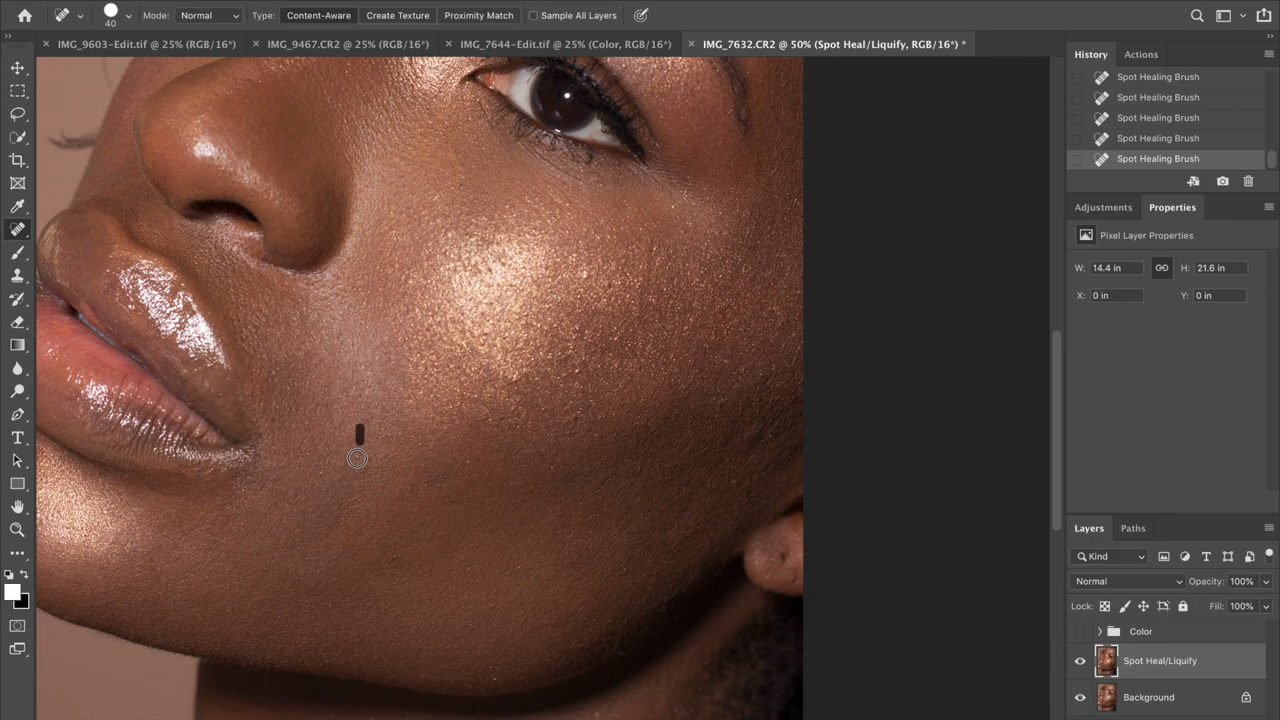 40
Mode: Normal
Type: Content-Aware Create Texture Proximity Match
Sample All Layers
IMG_9603-Edit.tif @ 25% (RGB/16*)
IMG_9467.CR2 @ 25% (RGB/16*)
IMG_7644-Edit.tif @ 25% (Color, RGB/16*)
IMG_7632.CR2 @ 50% (Spot Heal/Liquify, RGB/16*) *
History Actions
Spot Healing Brush
Spot Healing Brush
Spot Healing Brush
Spot Healing Brush
Spot Healing Brush
Adjustments Properties
Pixel Layer Properties
W: 14.4 in H: 21.6 in
X: 0 in Y: 0 in
Layers Paths
Kind
Normal Opacity: 100%
Lock: Fill: 100%
Color
Spot Heal/Liquify
Background